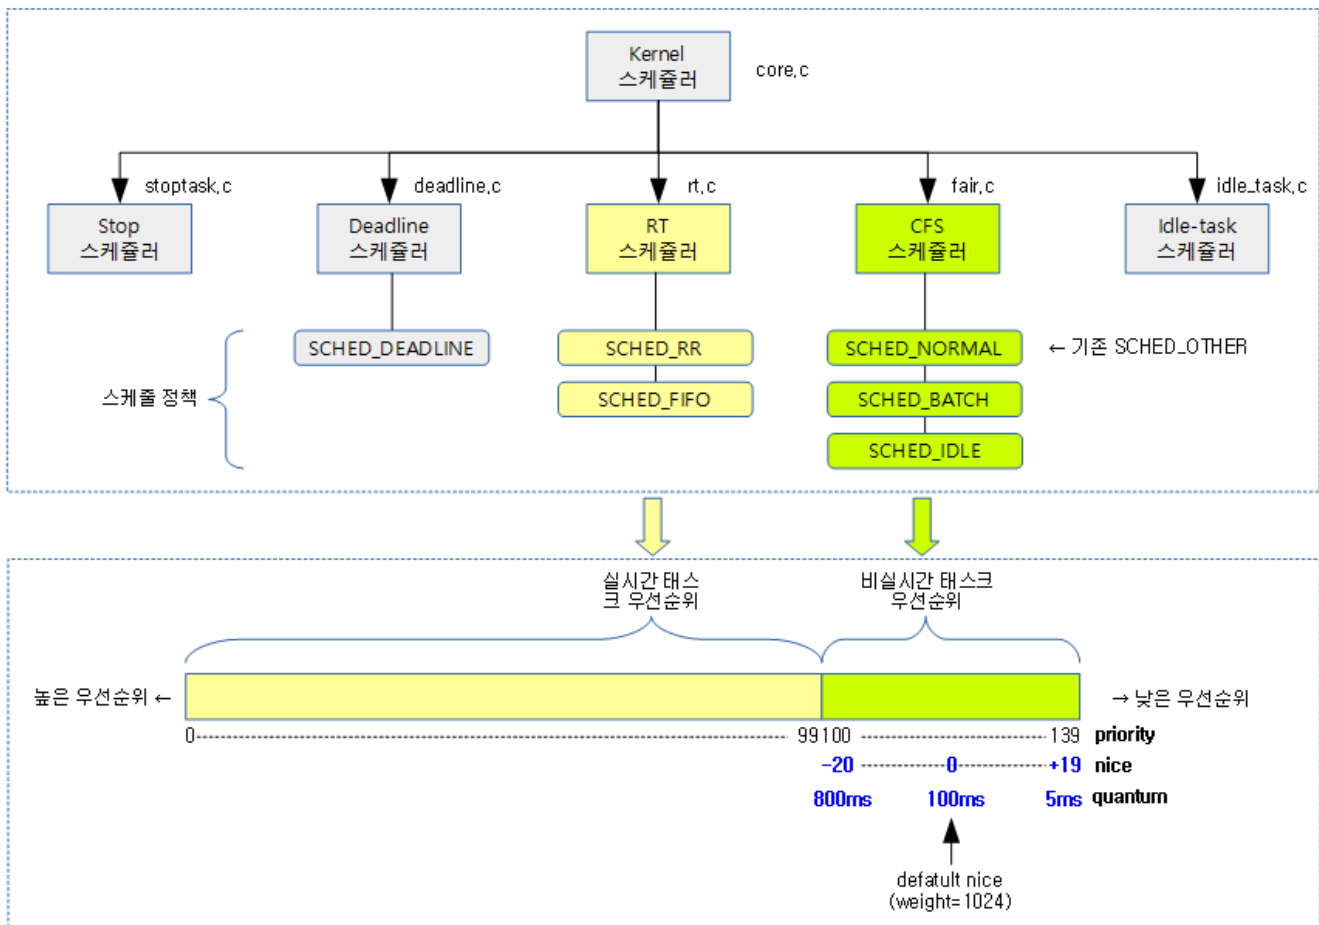 Kernel
스케쥴러
core.c
stoptask.c
deadline.c
rt.c
fair.c
idle_task.c
Stop
스케쥴러
Deadline
스케쥴러
RT
스케쥴러
CFS
스케쥴러
Idle-task
스케쥴러
스케줄 정책
SCHED_DEADLINE
SCHED_RR
SCHED_NORMAL
← 기존 SCHED_OTHER
SCHED_FIFO
SCHED_BATCH
SCHED_IDLE
실시간 태스
크 우선순위
비실시간 태스크
우선순위
높은 우선순위 ←
→ 낮은 우선순위
0 99 100 139 priority
-20 0 +19 nice
800ms 100ms 5ms quantum
defatult nice
(weight=1024)